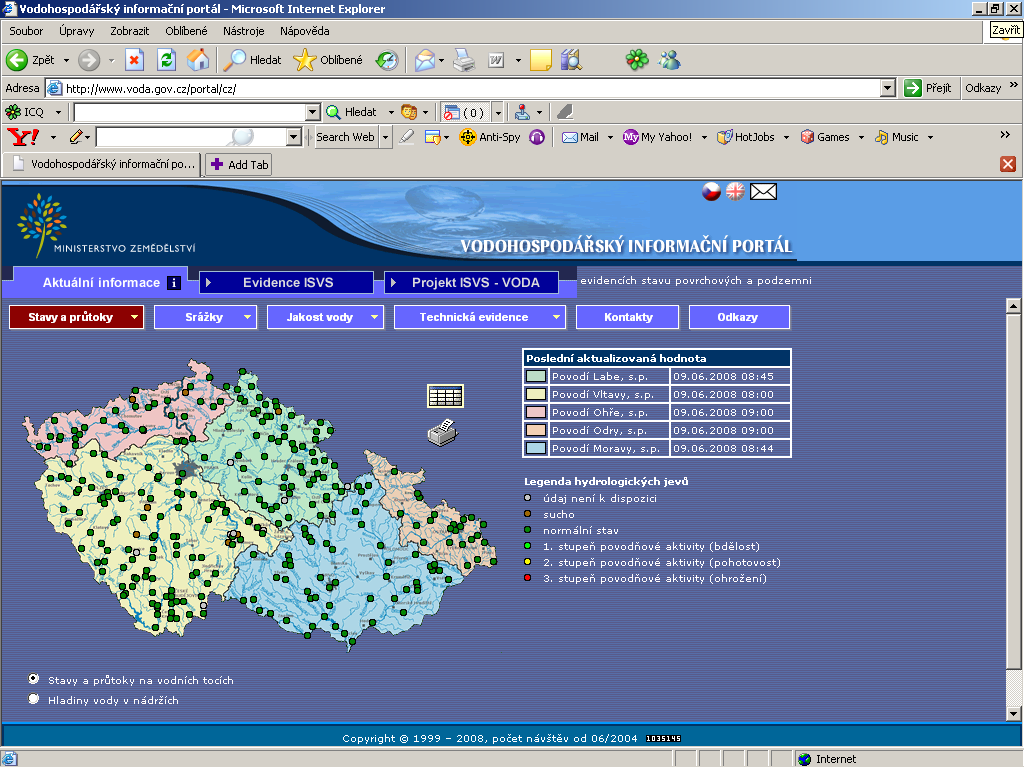 Vodohospodářský informační portál - Microsoft Internet Explorer
Soubor Úpravy Zobrazit Oblíbené Nástroje Nápověda
Zavřít
Zpět Hledat Oblíbené
Adresa http://www.voda.gov.cz/portal/cz/ Přejít Odkazy »
ICQ Hledat ( 0 )
Y! Search Web Anti-Spy Mail My Yahoo! HotJobs Games Music »
Vodohospodářský informační po... Add Tab
MINISTERSTVO ZEMĚDĚLSTVÍ
VODOHOSPODÁŘSKÝ INFORMAČNÍ PORTÁL
Aktuální informace i Evidence ISVS Projekt ISVS - VODA evidencích stavu povrchových a podzemní
Stavy a průtoky Srážky Jakost vody Technická evidence Kontakty Odkazy
Poslední aktualizovaná hodnota
Povodí Labe, s.p. 09.06.2008 08:45
Povodí Vltavy, s.p. 09.06.2008 08:00
Povodí Ohře, s.p. 09.06.2008 09:00
Povodí Odry, s.p. 09.06.2008 09:00
Povodí Moravy, s.p. 09.06.2008 08:44
Legenda hydrologických jevů
údaj není k dispozici
sucho
normální stav
1. stupeň povodňové aktivity (bdělost)
2. stupeň povodňové aktivity (pohotovost)
3. stupeň povodňové aktivity (ohrožení)
Stavy a průtoky na vodních tocích
Hladiny vody v nádržích
Copyright © 1999 – 2008, počet návštěv od 06/2004 1035145
Internet